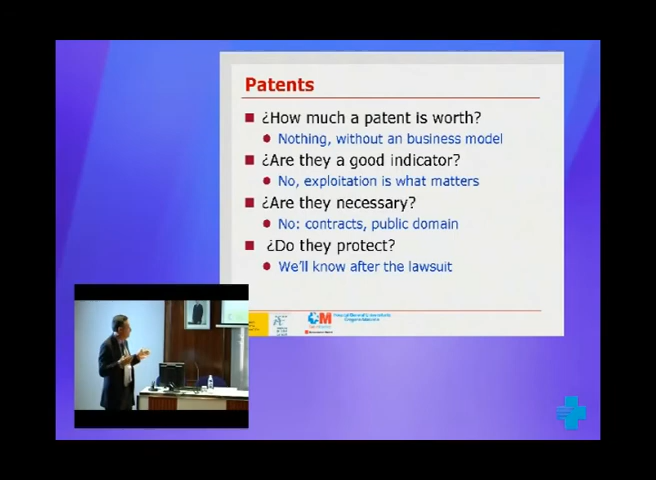 Patents
¿How much a patent is worth?
Nothing, without an business model
¿Are they a good indicator?
No, exploitation is what matters
¿Are they necessary?
No: contracts, public domain
¿Do they protect?
We'll know after the lawsuit